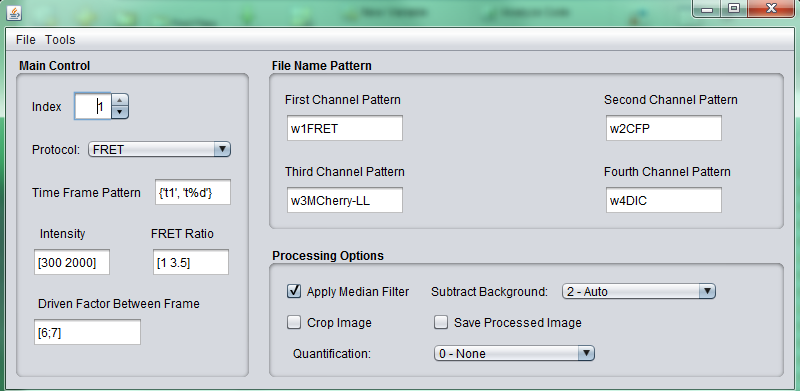 File Tools
Main Control
Index 1
Protocol: FRET
Time Frame Pattern {'t1', 't%d'}
Intensity FRET Ratio
[300 2000] [1 3.5]
Driven Factor Between Frame
[6;7]
File Name Pattern
First Channel Pattern Second Channel Pattern
w1FRET w2CFP
Third Channel Pattern Fourth Channel Pattern
w3MCherry-LL w4DIC
Processing Options
Apply Median Filter Subtract Background: 2 - Auto
Crop Image Save Processed Image
Quantification: 0 - None